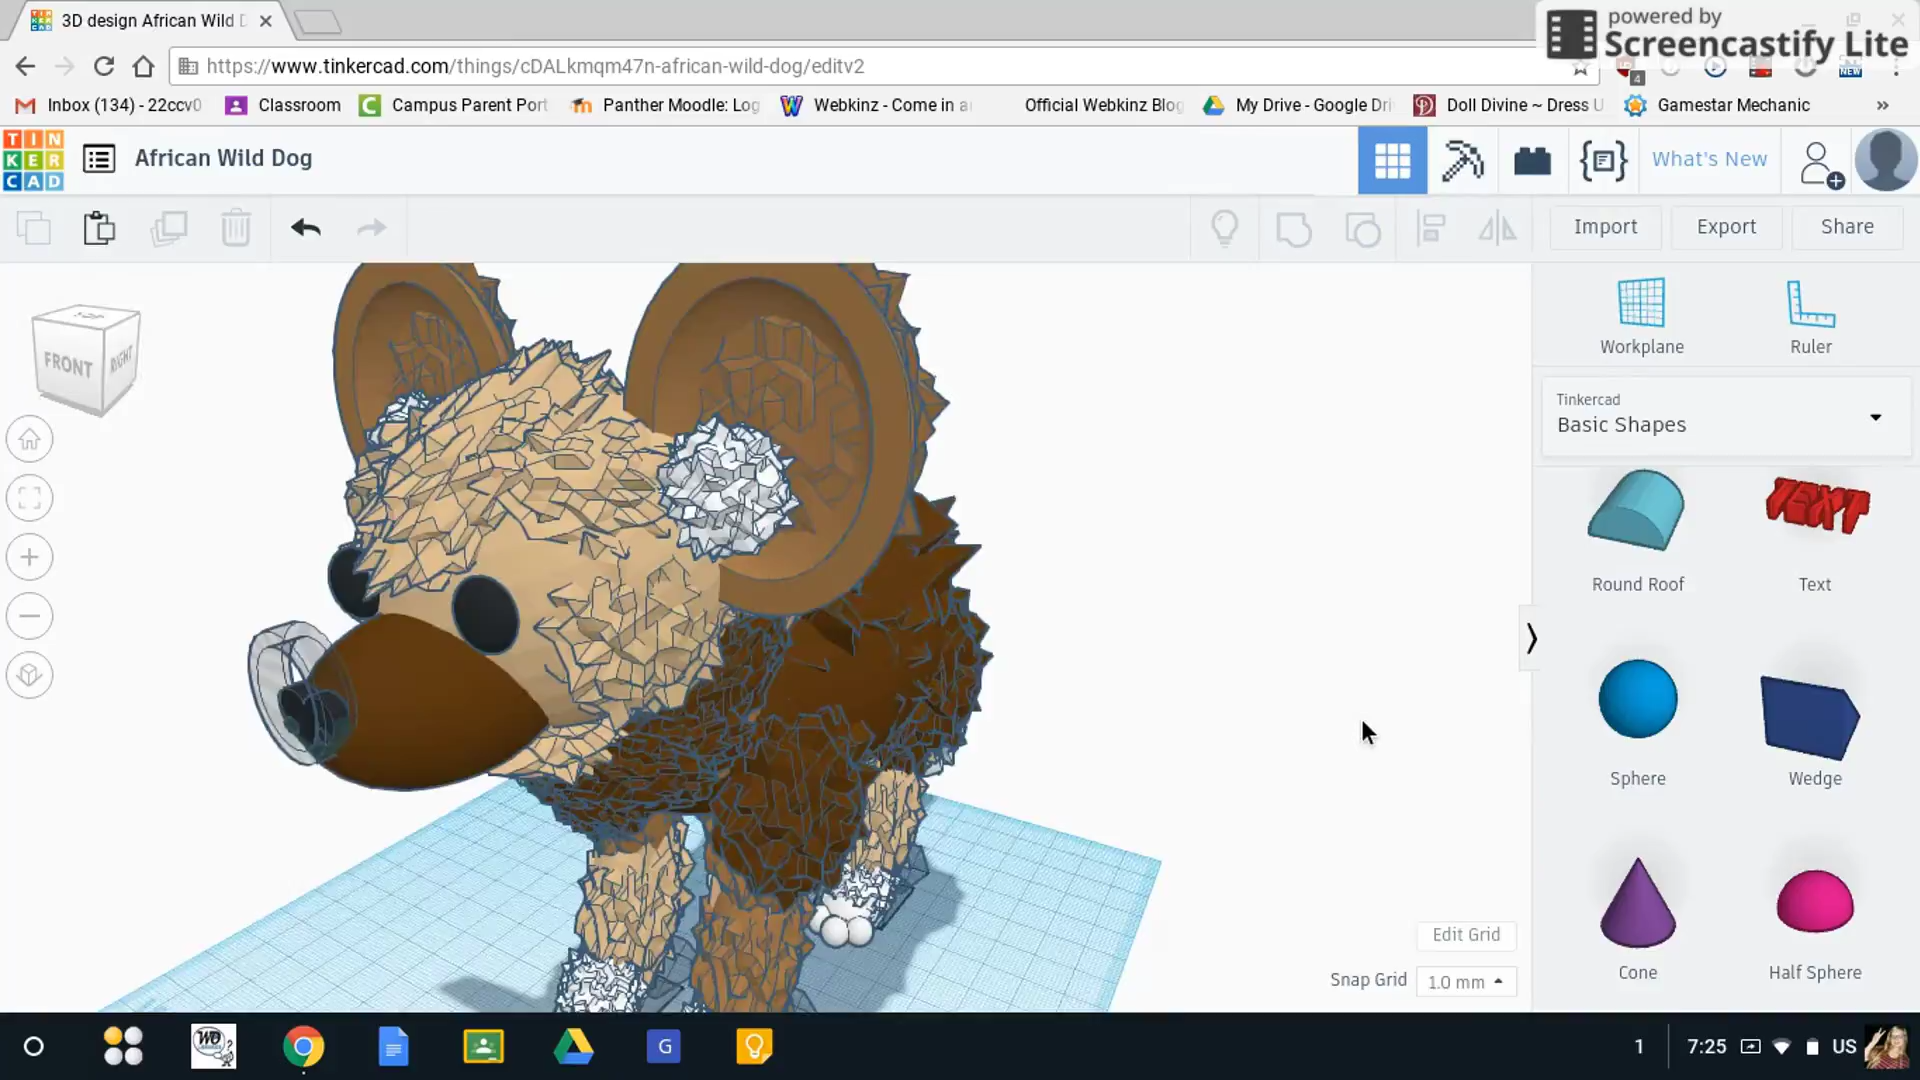 3D design African Wild D
powered by
Screencastify Lite
https://www.tinkercad.com/things/cDALkmqm47n-african-wild-dog/editv2
4
NEW
Inbox (134) - 22ccv0
Classroom
Campus Parent Port
Panther Moodle: Log
Webkinz - Come in a
Official Webkinz Blog
My Drive - Google Dri
Doll Divine ~ Dress U
Gamestar Mechanic
»
TIN
KER
CAD
African Wild Dog
What's New
Import
Export
Share
TOP
FRONT
RIGHT
Workplane
Ruler
Tinkercad
Basic Shapes
TEXT
Round Roof
Text
Sphere
Wedge
Cone
Half Sphere
Edit Grid
Snap Grid
1.0 mm
G
1
7:25
US